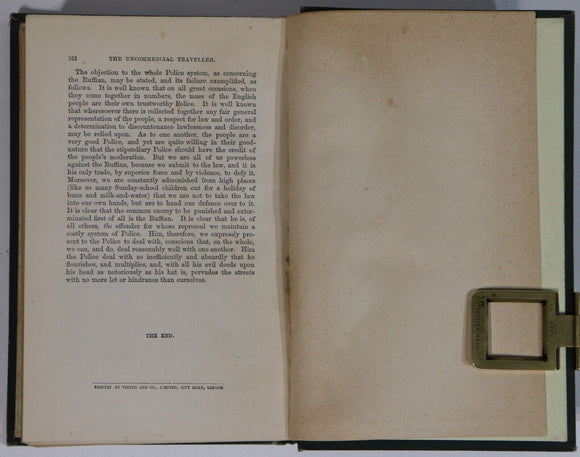 362 THE UNCOMMERCIAL TRAVELLER.
The objection to the whole Police system, as concerning
the Ruffian, may be stated, and its failure exemplified, as
follows. It is well known that on all great occasions, when
they come together in numbers, the mass of the English
people are their own trustworthy Police. It is well known
that wheresoever there is collected together any fair general
representation of the people, a respect for law and order, and
a determination to discountenance lawlessness and disorder,
may be relied upon. As to one another, the people are a
very good Police, and yet are quite willing in their good-
nature that the stipendiary Police should have the credit of
the people's moderation. But we are all of us powerless
against the Ruffian, because we submit to the law, and it is
his only trade, by superior force and by violence, to defy it.
Moreover, we are constantly admonished from high places
(like so many Sunday-school children out for a holiday of
buns and milk-and-water) that we are not to take the law
into our own hands, but are to hand our defence over to it.
It is clear that the common enemy to be punished and exter-
minated first of all is the Ruffian. It is clear that he is, of
all others, the offender for whose repressal we maintain a
costly system of Police. Him, therefore, we expressly pre-
sent to the Police to deal with, conscious that, on the whole,
we can, and do, deal reasonably well with one another. Him
the Police deal with so inefficiently and absurdly that he
flourishes, and multiplies, and, with all his evil deeds upon
his head as notoriously as his hat is, pervades the streets
with no more let or hindrance than ourselves.
THE END.
PRINTED BY VIRTUE AND CO., LIMITED, CITY ROAD, LONDON.